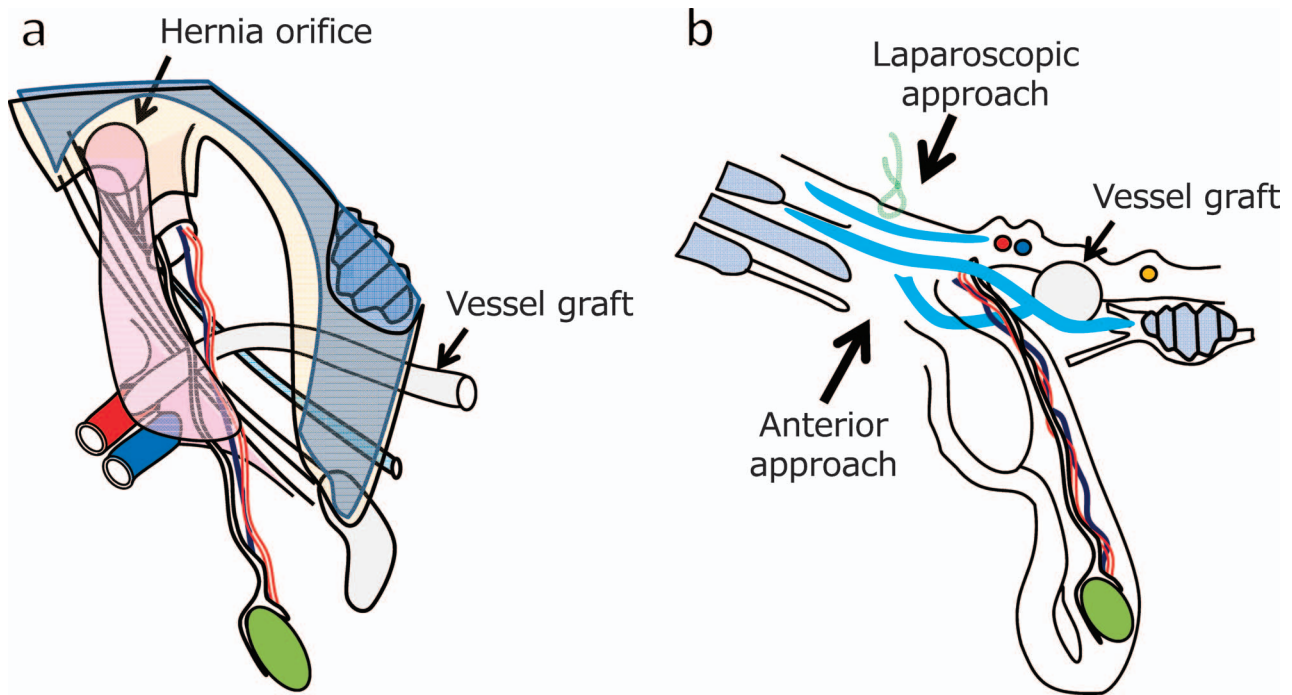 a
Hernia orifice
Vessel graft
b
Laparoscopic
approach
Vessel graft
Anterior
approach